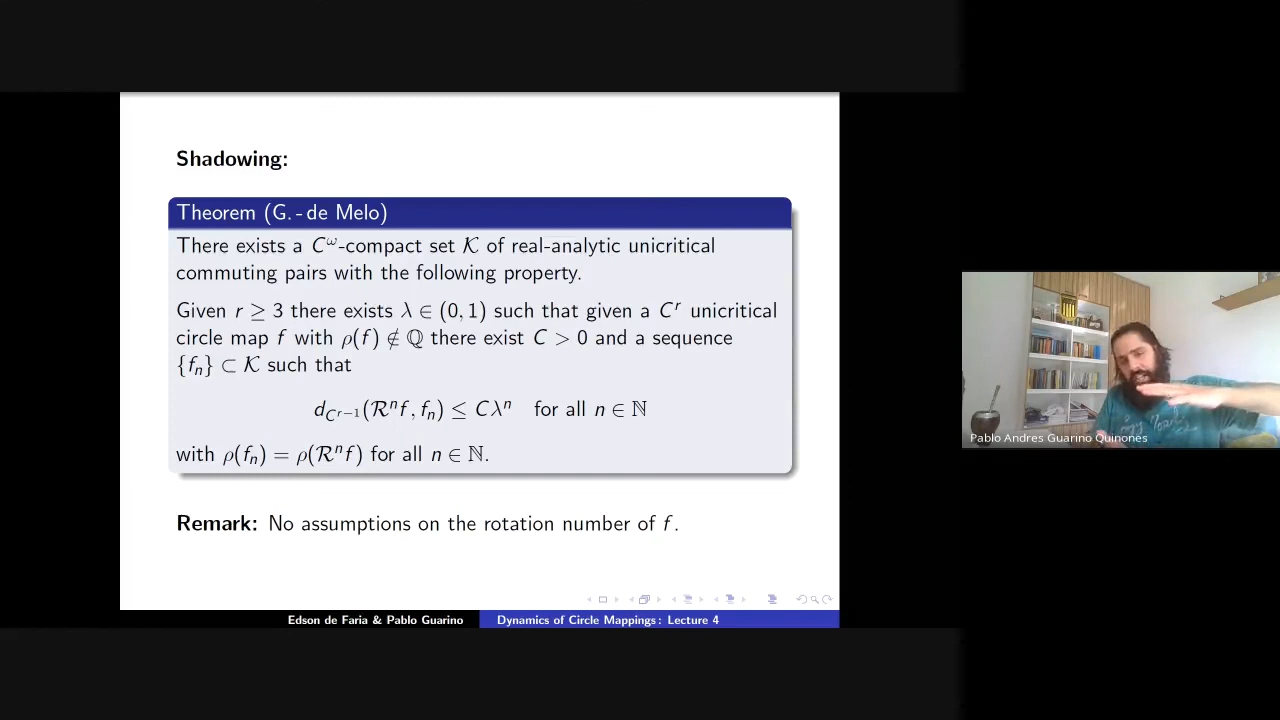 Shadowing:
Theorem (G. - de Melo)
There exists a C^ω-compact set 𝒦 of real-analytic unicritical
commuting pairs with the following property.
Given r ≥ 3 there exists λ ∈ (0, 1) such that given a C^r unicritical
circle map f with ρ(f) ∉ ℚ there exist C > 0 and a sequence
{f_n} ⊂ 𝒦 such that
d_{C^{r−1}}(ℛ^n f, f_n) ≤ Cλ^n for all n ∈ ℕ
with ρ(f_n) = ρ(ℛ^n f) for all n ∈ ℕ.
Remark: No assumptions on the rotation number of f.
Edson de Faria & Pablo Guarino
Dynamics of Circle Mappings: Lecture 4
Pablo Andres Guarino Quinones